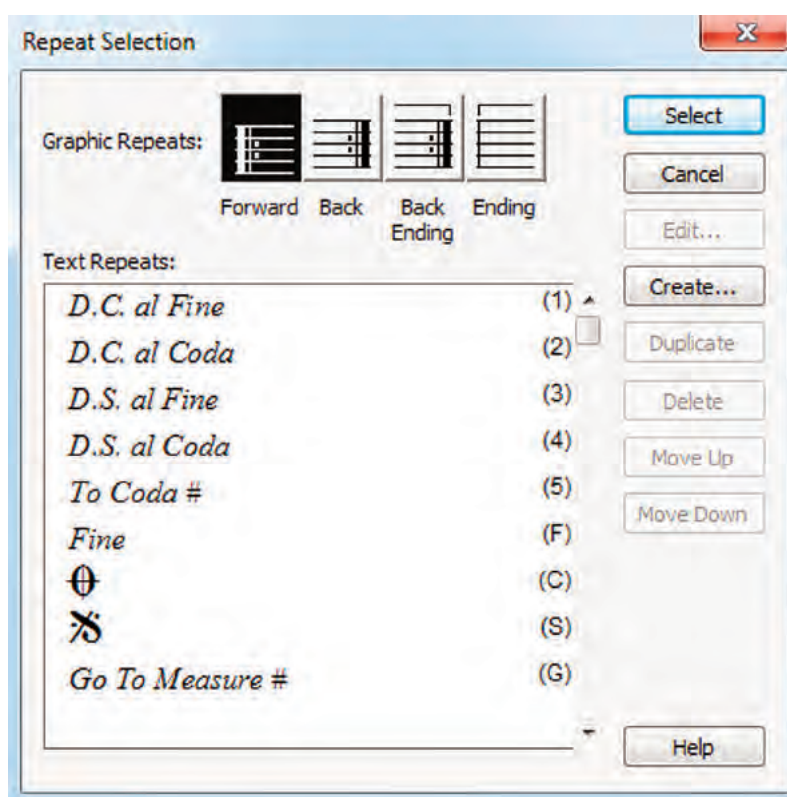 Repeat Selection
Graphic Repeats:
Forward Back Back Ending Ending
Select
Cancel
Edit...
Create...
Duplicate
Delete
Move Up
Move Down
Help
Text Repeats:
D.C. al Fine (1)
D.C. al Coda (2)
D.S. al Fine (3)
D.S. al Coda (4)
To Coda # (5)
Fine (F)
(C)
(S)
Go To Measure # (G)